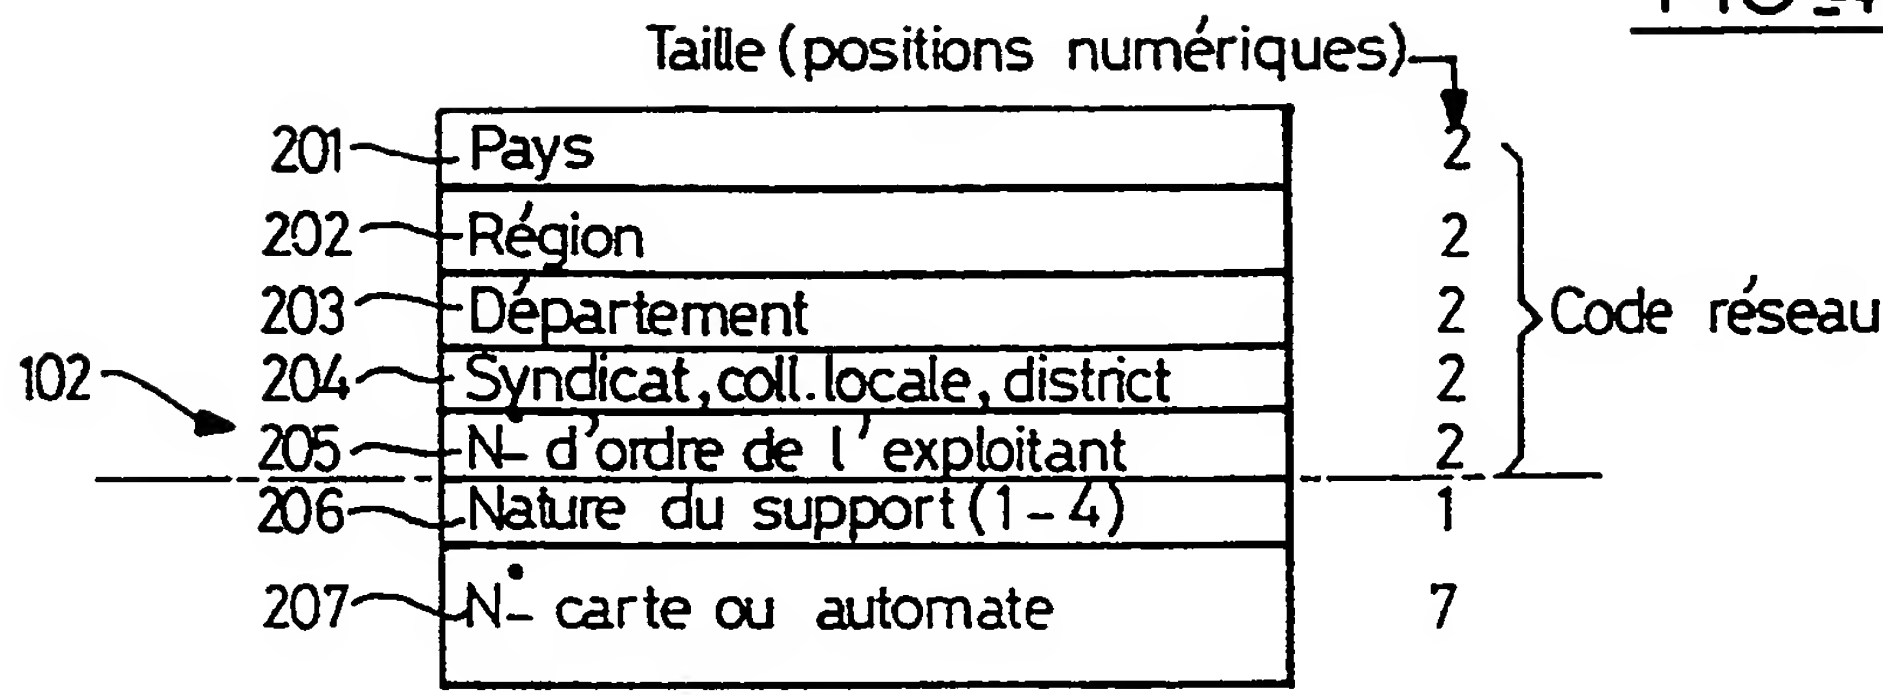 Taille (positions numériques)
201 Pays 2
202 Région 2
203 Département 2 Code réseau
102 204 Syndicat, coll. locale, district 2
205 N° d'ordre de l'exploitant 2
206 Nature du support (1-4) 1
207 N° carte ou automate 7